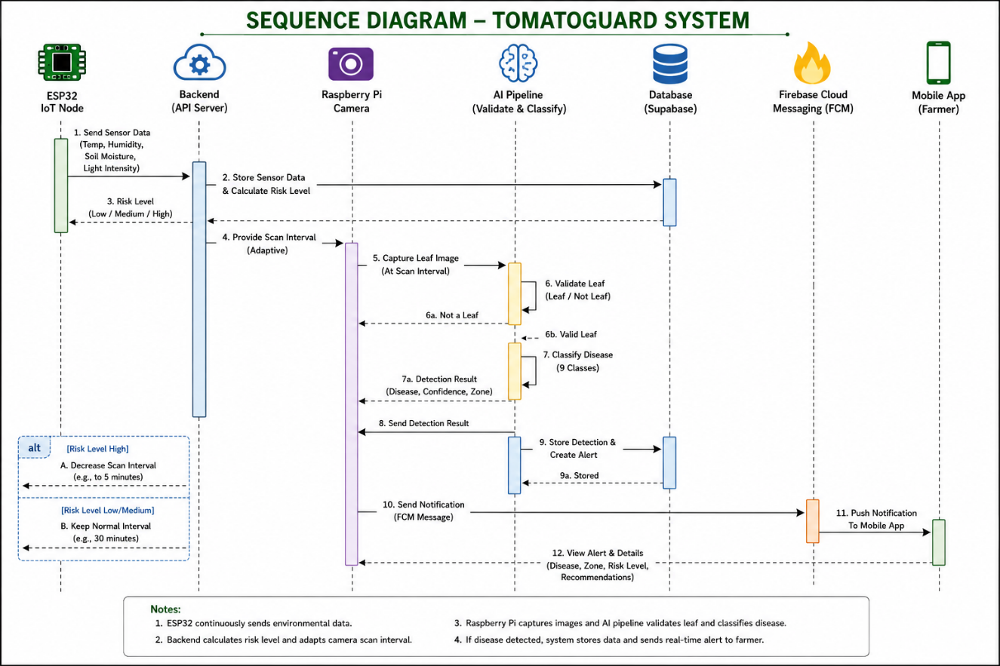 SEQUENCE DIAGRAM – TOMATOGUARD SYSTEM
ESP32
IoT Node
Backend
(API Server)
Raspberry Pi
Camera
AI Pipeline
(Validate & Classify)
Database
(Supabase)
Firebase Cloud
Messaging (FCM)
Mobile App
(Farmer)
1. Send Sensor Data
(Temp, Humidity,
Soil Moisture,
Light Intensity)
2. Store Sensor Data
& Calculate Risk Level
3. Risk Level
(Low / Medium / High)
4. Provide Scan Interval
(Adaptive)
5. Capture Leaf Image
(At Scan Interval)
6. Validate Leaf
(Leaf / Not Leaf)
6a. Not a Leaf
6b. Valid Leaf
7. Classify Disease
(9 Classes)
7a. Detection Result
(Disease, Confidence, Zone)
8. Send Detection Result
9. Store Detection &
Create Alert
9a. Stored
alt
[Risk Level High]
A. Decrease Scan Interval
(e.g., to 5 minutes)
[Risk Level Low/Medium]
B. Keep Normal Interval
(e.g., 30 minutes)
10. Send Notification
(FCM Message)
11. Push Notification
To Mobile App
12. View Alert & Details
(Disease, Zone, Risk Level,
Recommendations)
Notes:
1. ESP32 continuously sends environmental data.
2. Backend calculates risk level and adapts camera scan interval.
3. Raspberry Pi captures images and AI pipeline validates leaf and classifies disease.
4. If disease detected, system stores data and sends real-time alert to farmer.